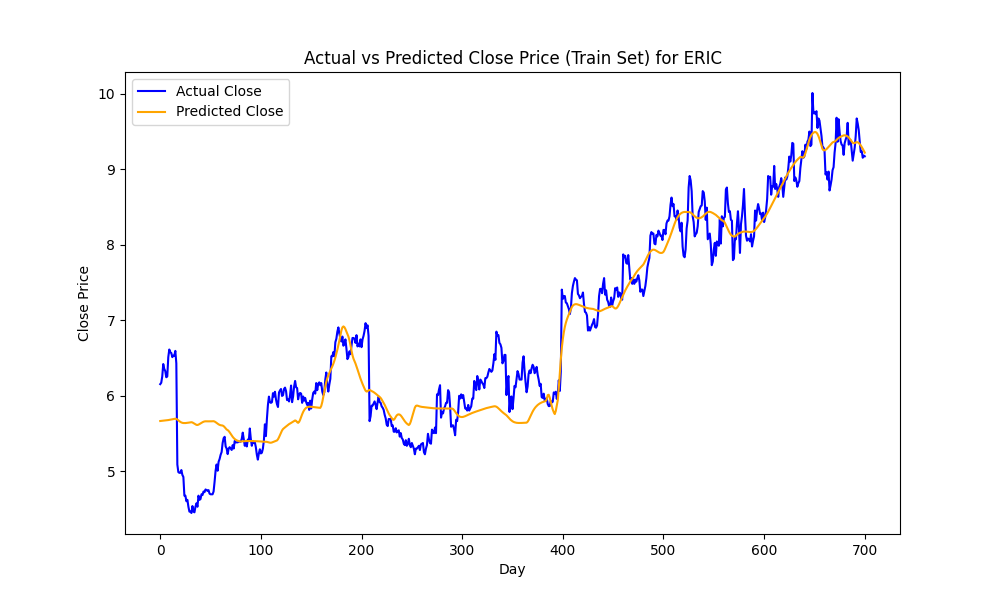 Actual vs Predicted Close Price (Train Set) for ERIC
Actual Close
Predicted Close
10
9
8
7
6
5
Close Price
0 100 200 300 400 500 600 700
Day